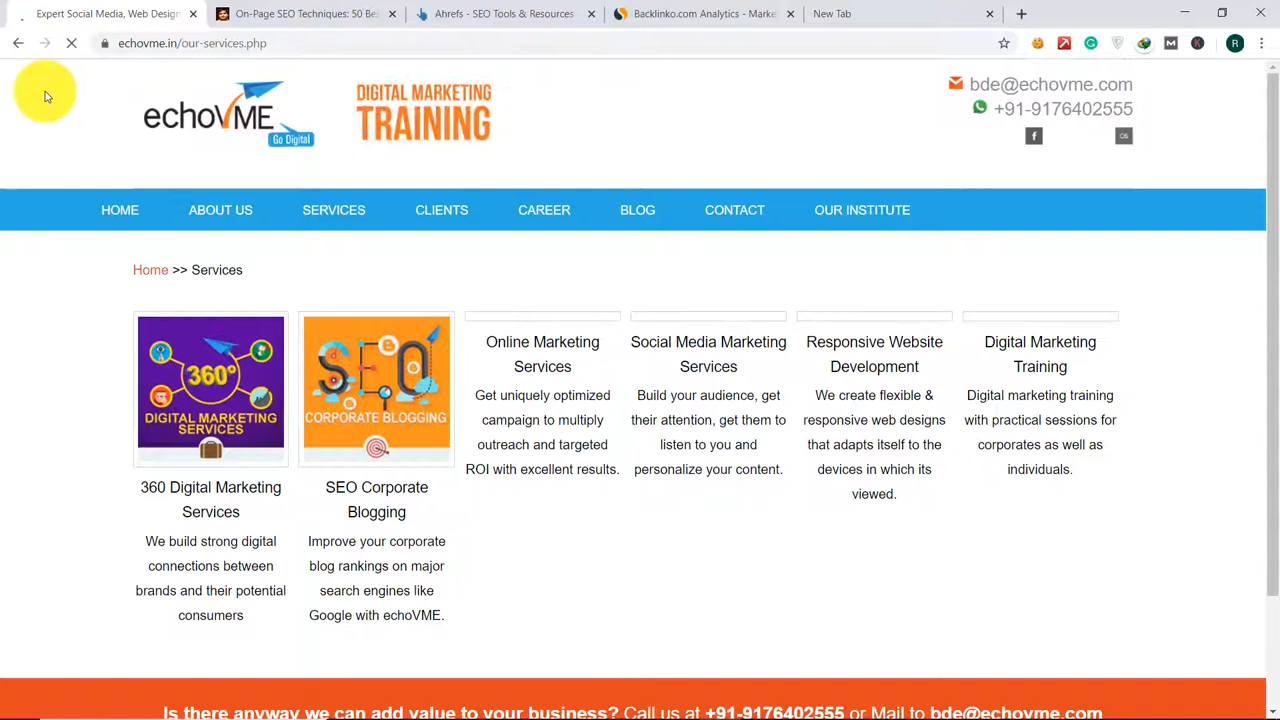 Expert Social Media, Web Design
On-Page SEO Techniques: 50 Bes
Ahrefs - SEO Tools & Resources
Backlinko.com Analytics - Marke
New Tab
echovme.in/our-services.php
R
echoVME
Go Digital
DIGITAL MARKETING
TRAINING
bde@echovme.com
+91-9176402555
HOME ABOUT US SERVICES CLIENTS CAREER BLOG CONTACT OUR INSTITUTE
Home >> Services
360°
DIGITAL MARKETING
SERVICES
360 Digital Marketing
Services
We build strong digital
connections between
brands and their potential
consumers
SEO
CORPORATE BLOGGING
SEO Corporate
Blogging
Improve your corporate
blog rankings on major
search engines like
Google with echoVME.
Online Marketing
Services
Get uniquely optimized
campaign to multiply
outreach and targeted
ROI with excellent results.
Social Media Marketing
Services
Build your audience, get
their attention, get them to
listen to you and
personalize your content.
Responsive Website
Development
We create flexible &
responsive web designs
that adapts itself to the
devices in which its
viewed.
Digital Marketing
Training
Digital marketing training
with practical sessions for
corporates as well as
individuals.
Is there anyway we can add value to your business? Call us at +91-9176402555 or Mail to bde@echovme.com